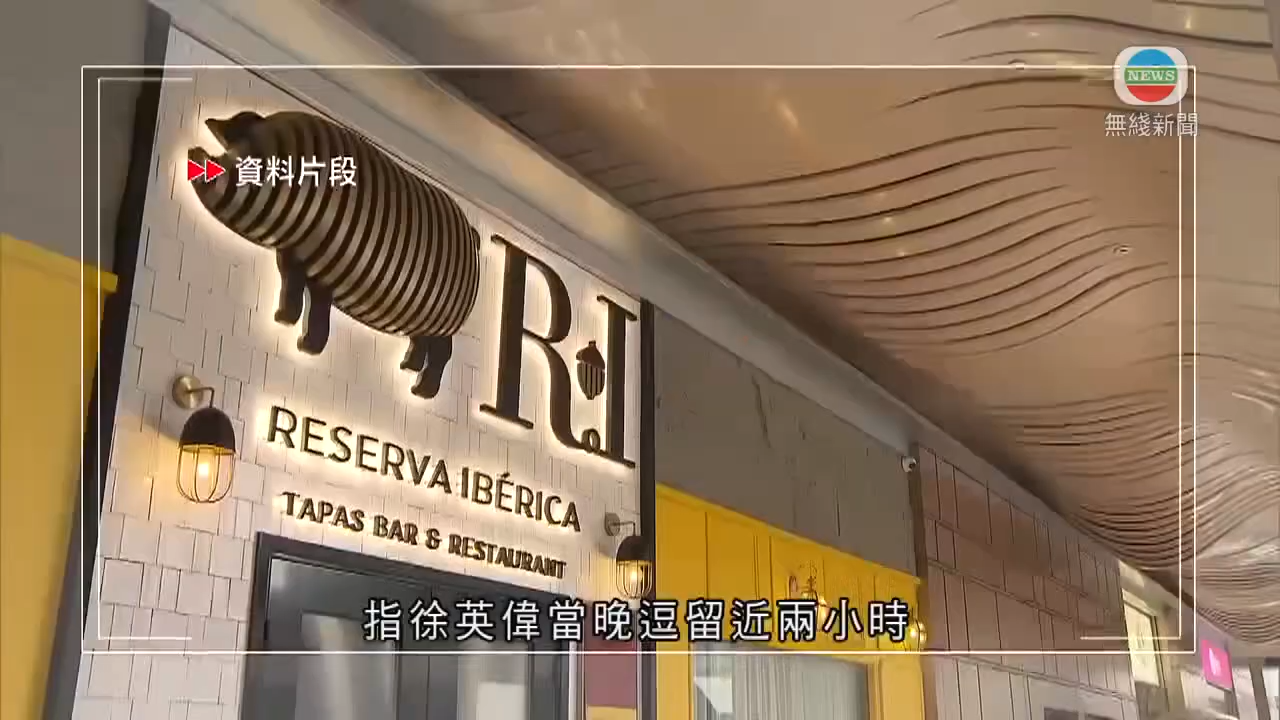 NEWS
無綫新聞
資料片段
R.I
RESERVA IBÉRICA
TAPAS BAR & RESTAURANT
指徐英偉當晚逗留近兩小時